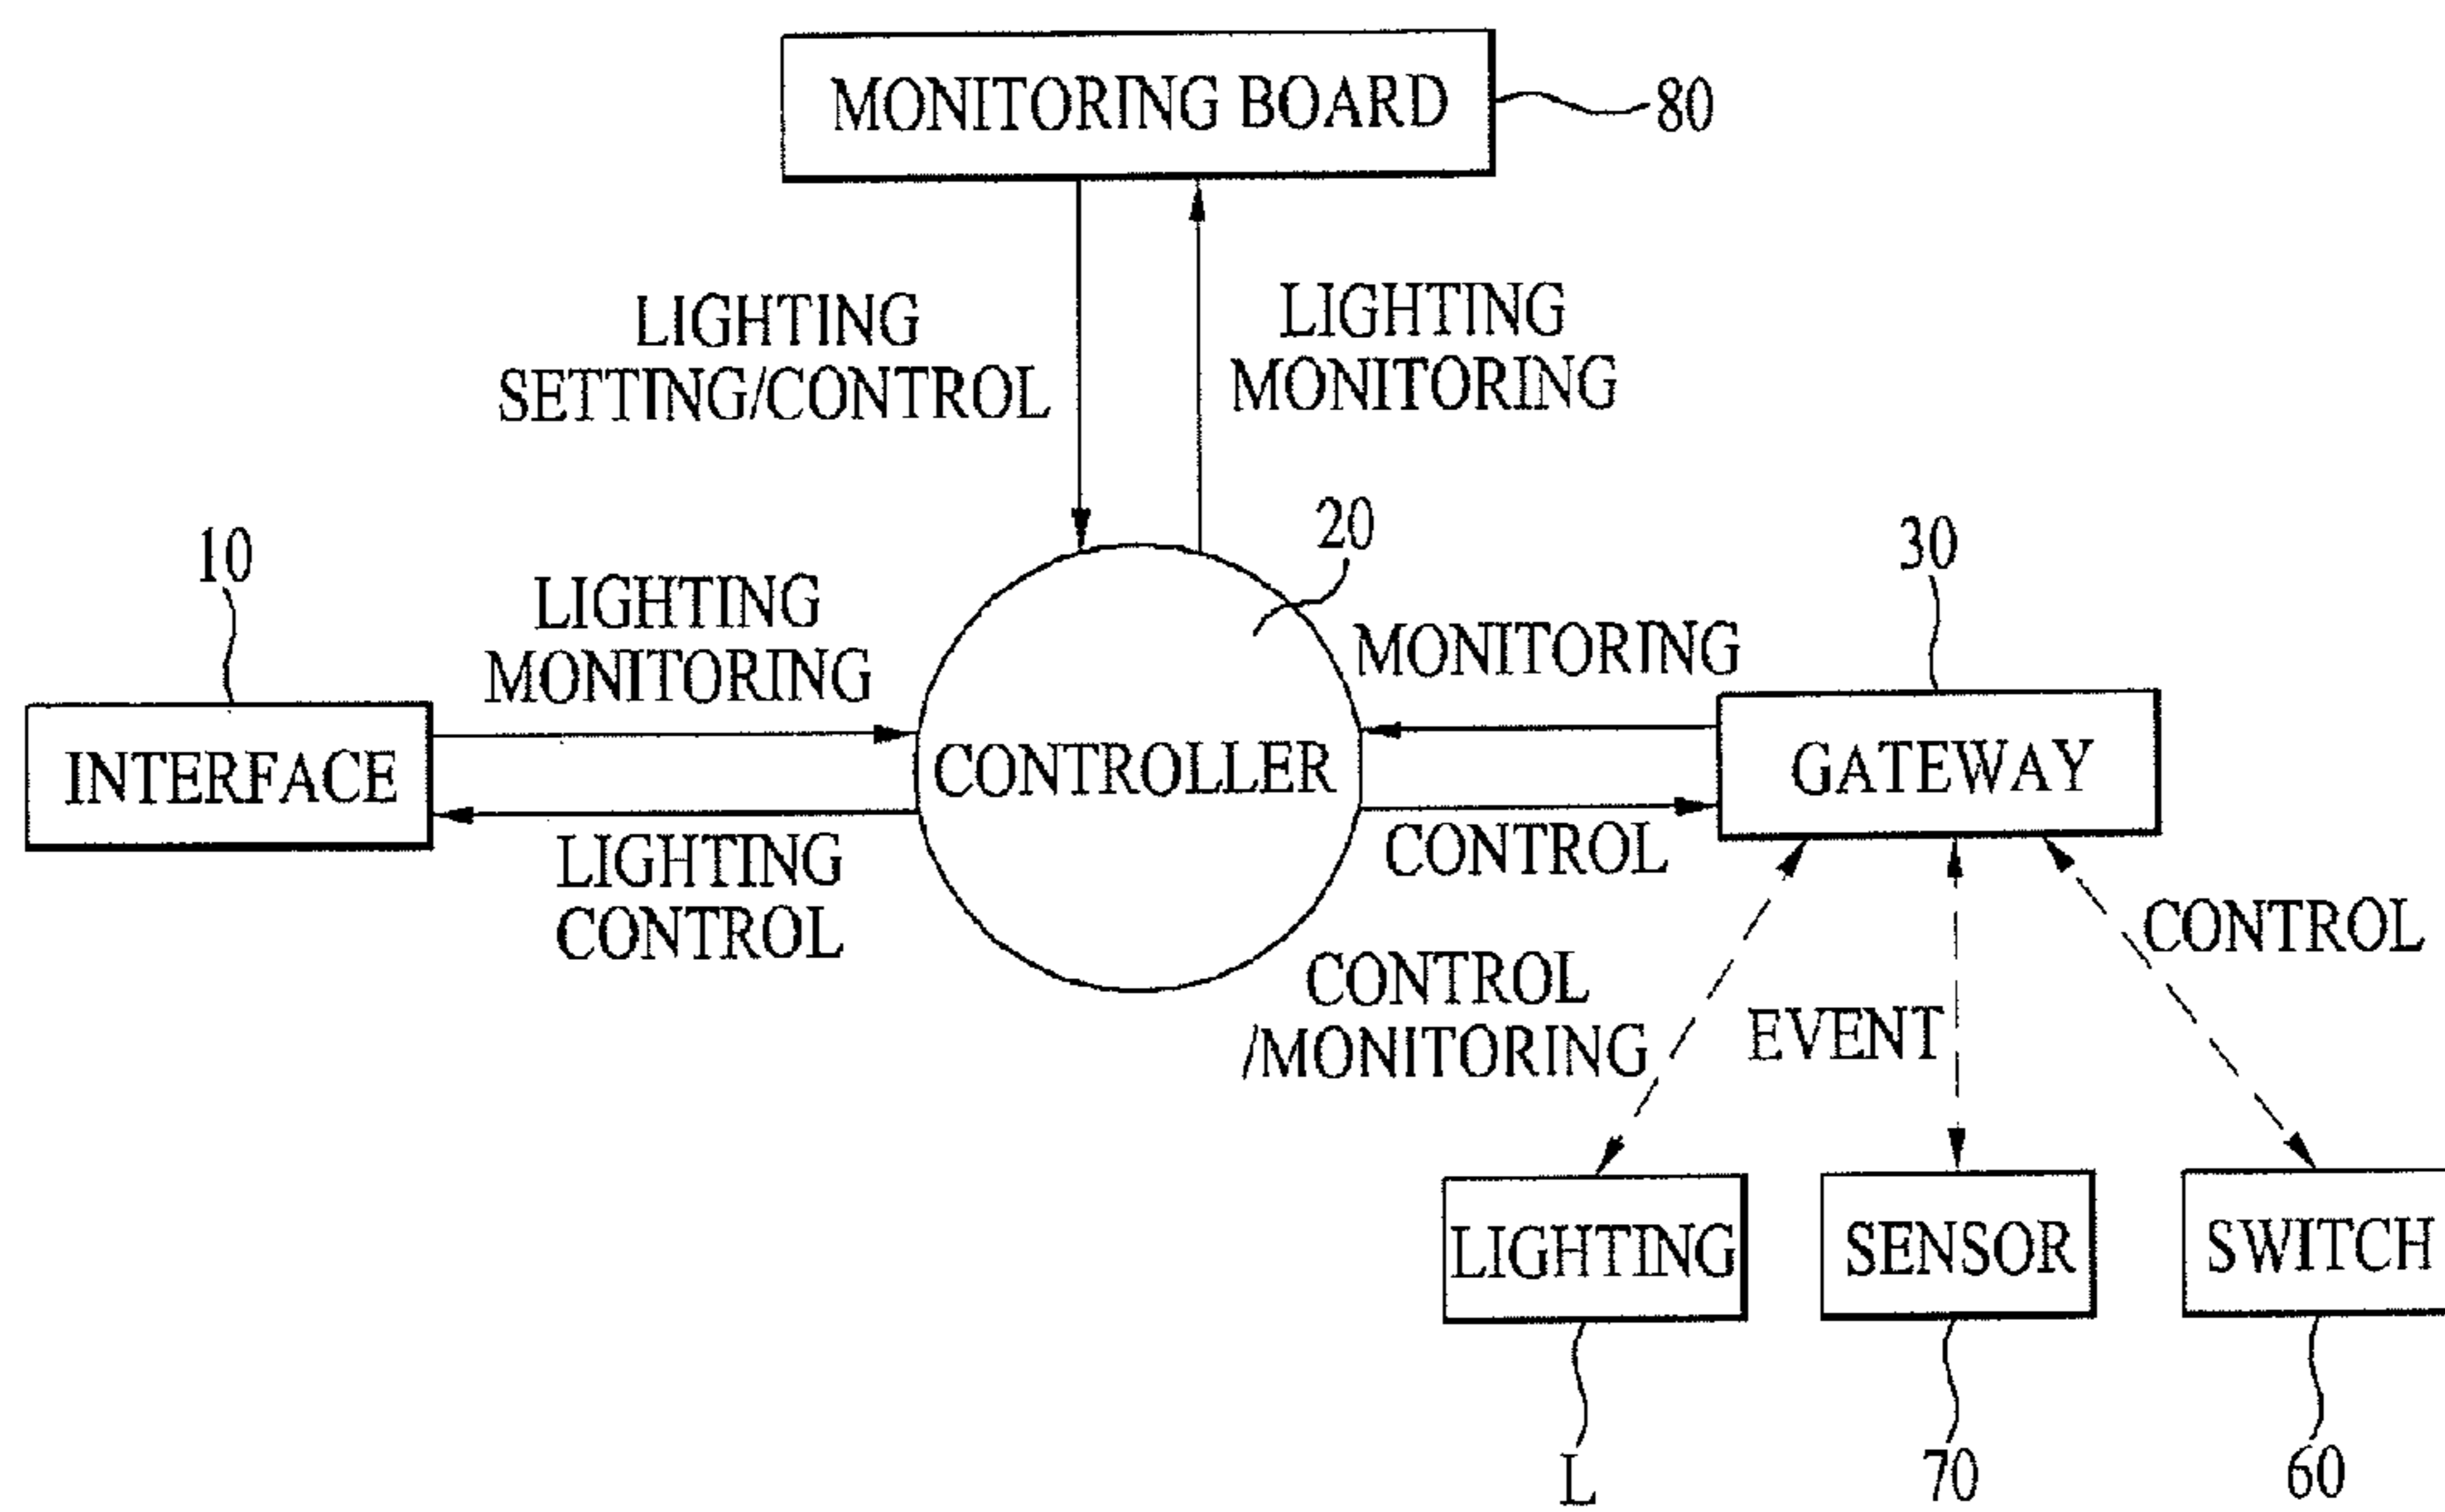 MONITORING BOARD
80
LIGHTING
SETTING/CONTROL
LIGHTING
MONITORING
10
LIGHTING
MONITORING
20
30
MONITORING
INTERFACE
CONTROLLER
GATEWAY
LIGHTING
CONTROL
CONTROL
CONTROL
CONTROL
/MONITORING
EVENT
LIGHTING
SENSOR
SWITCH
L
70
60